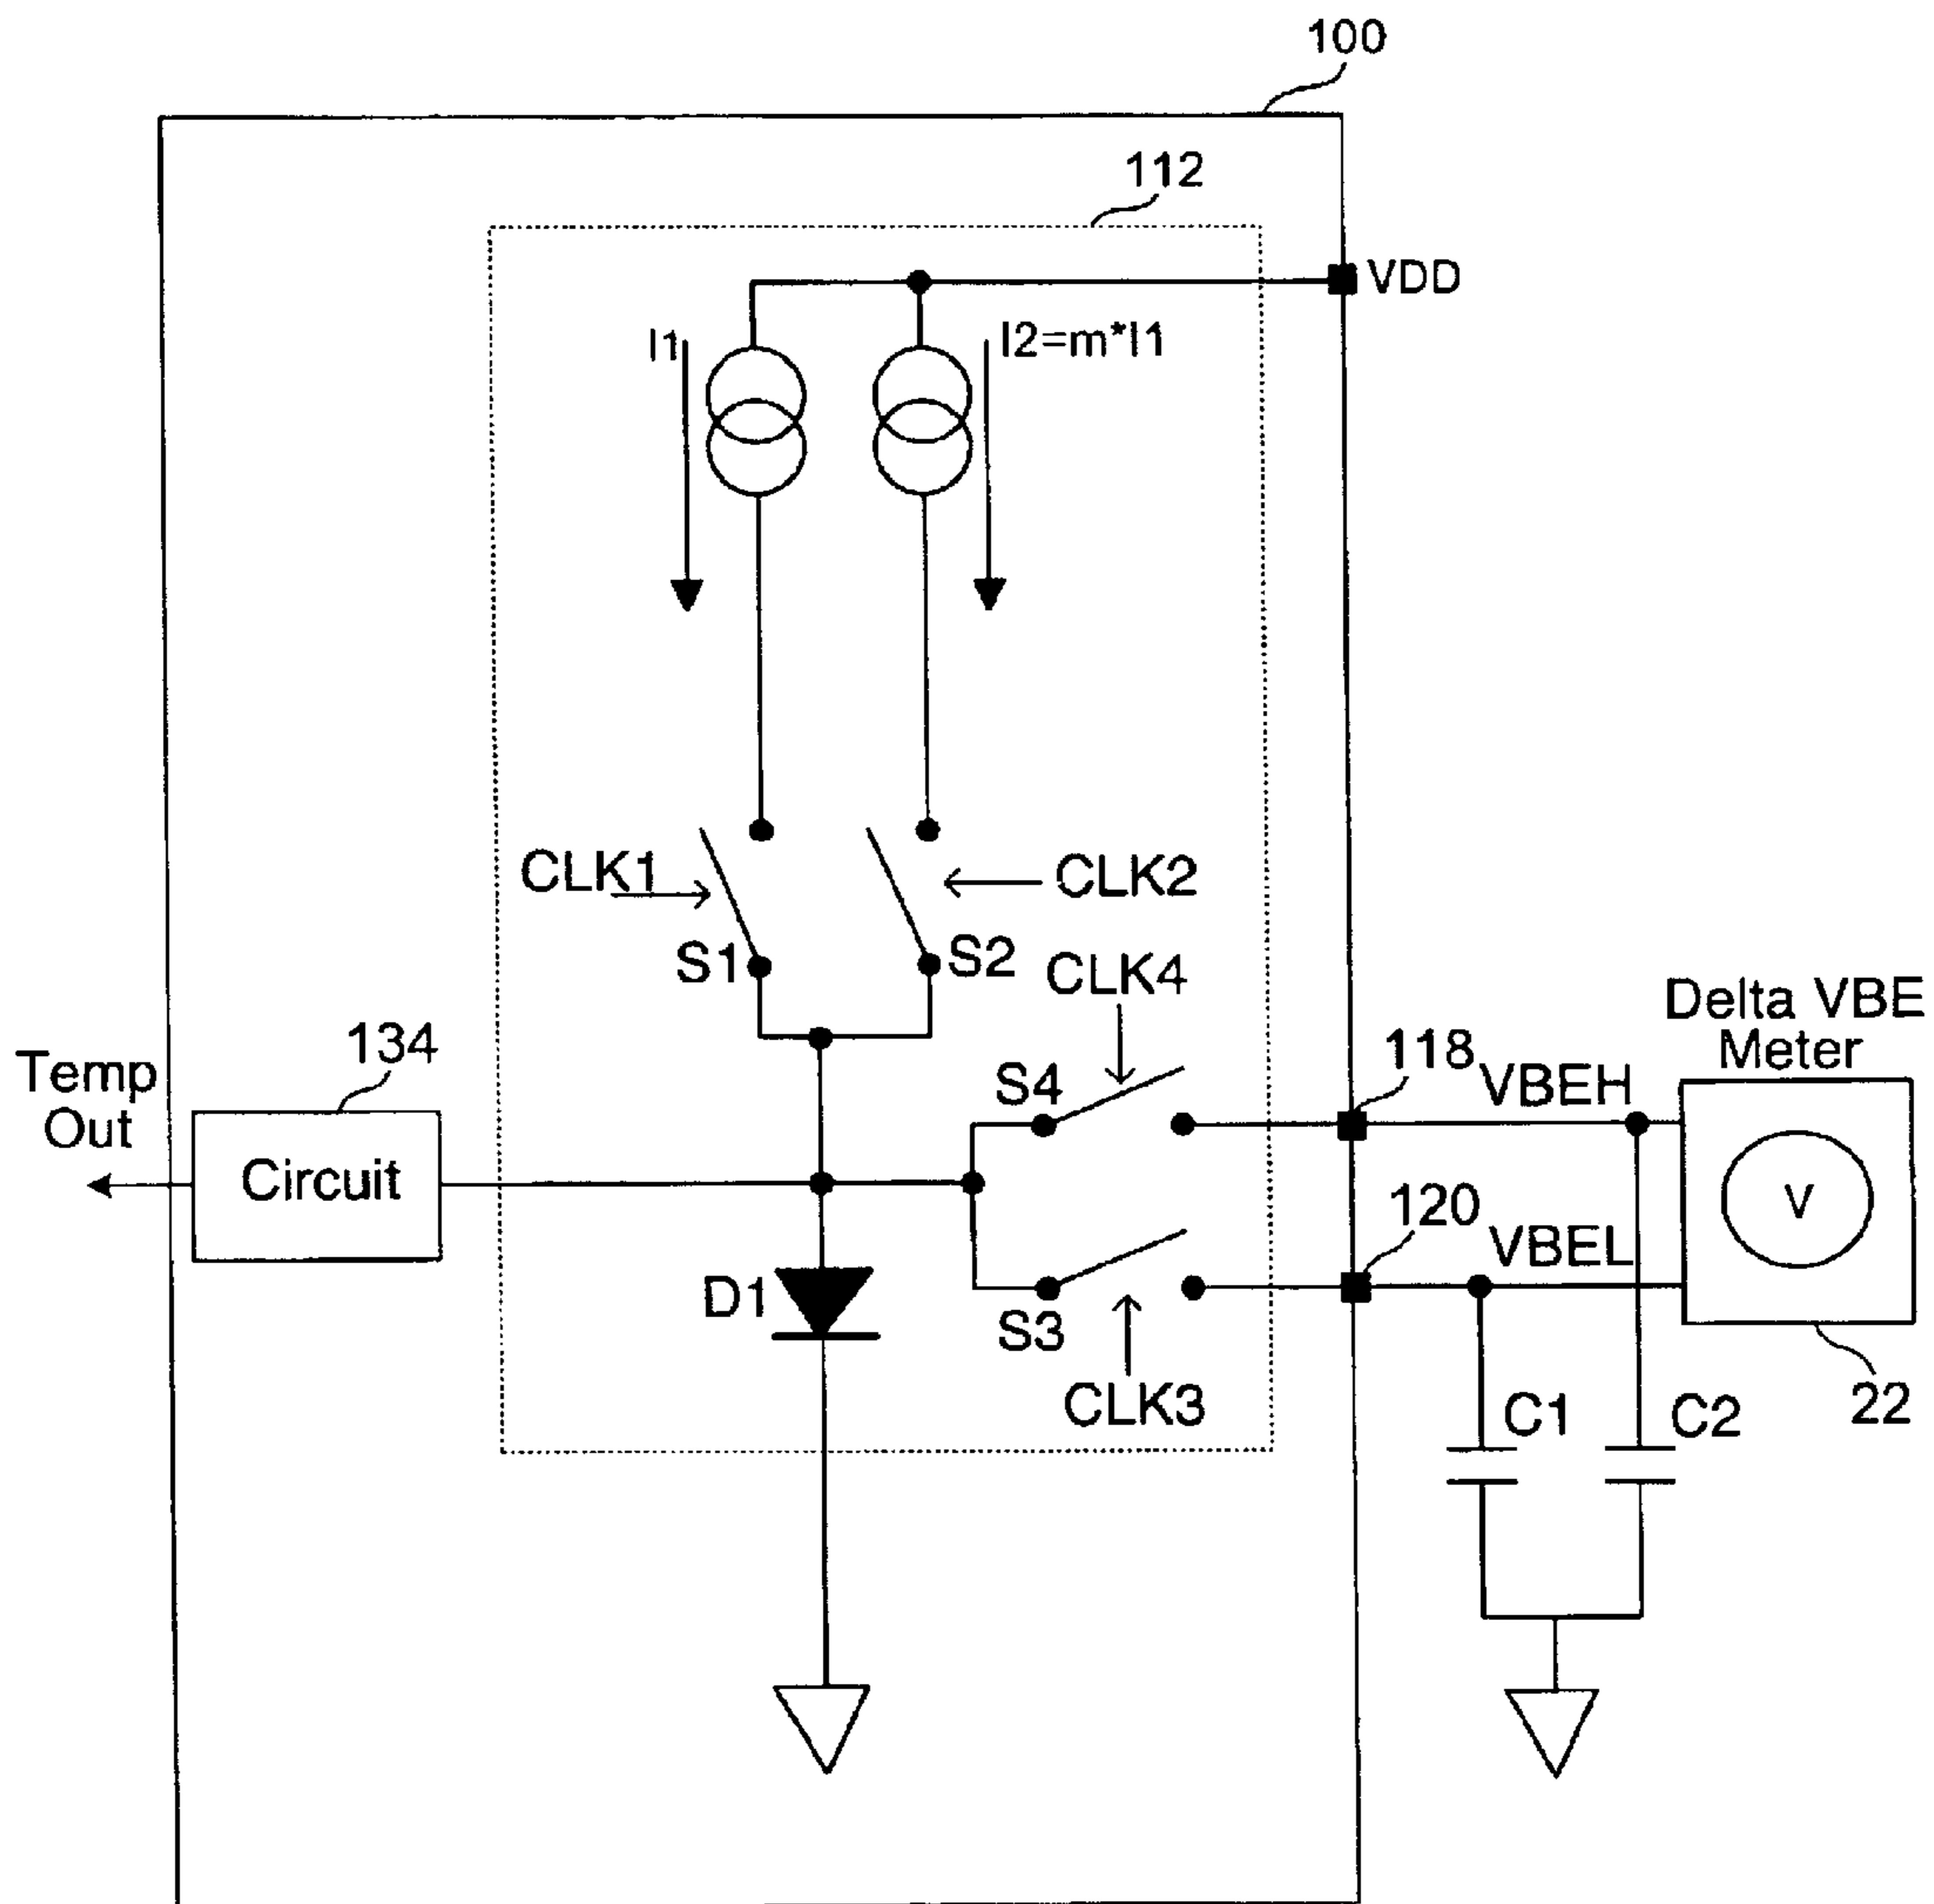 100
112
VDD
I1
I2=m*I1
CLK1
CLK2
S1
S2
CLK4
Delta VBE
Meter
134
118
Temp
Out
S4
VBEH
Circuit
V
120
VBEL
D1
S3
CLK3
22
C1
C2